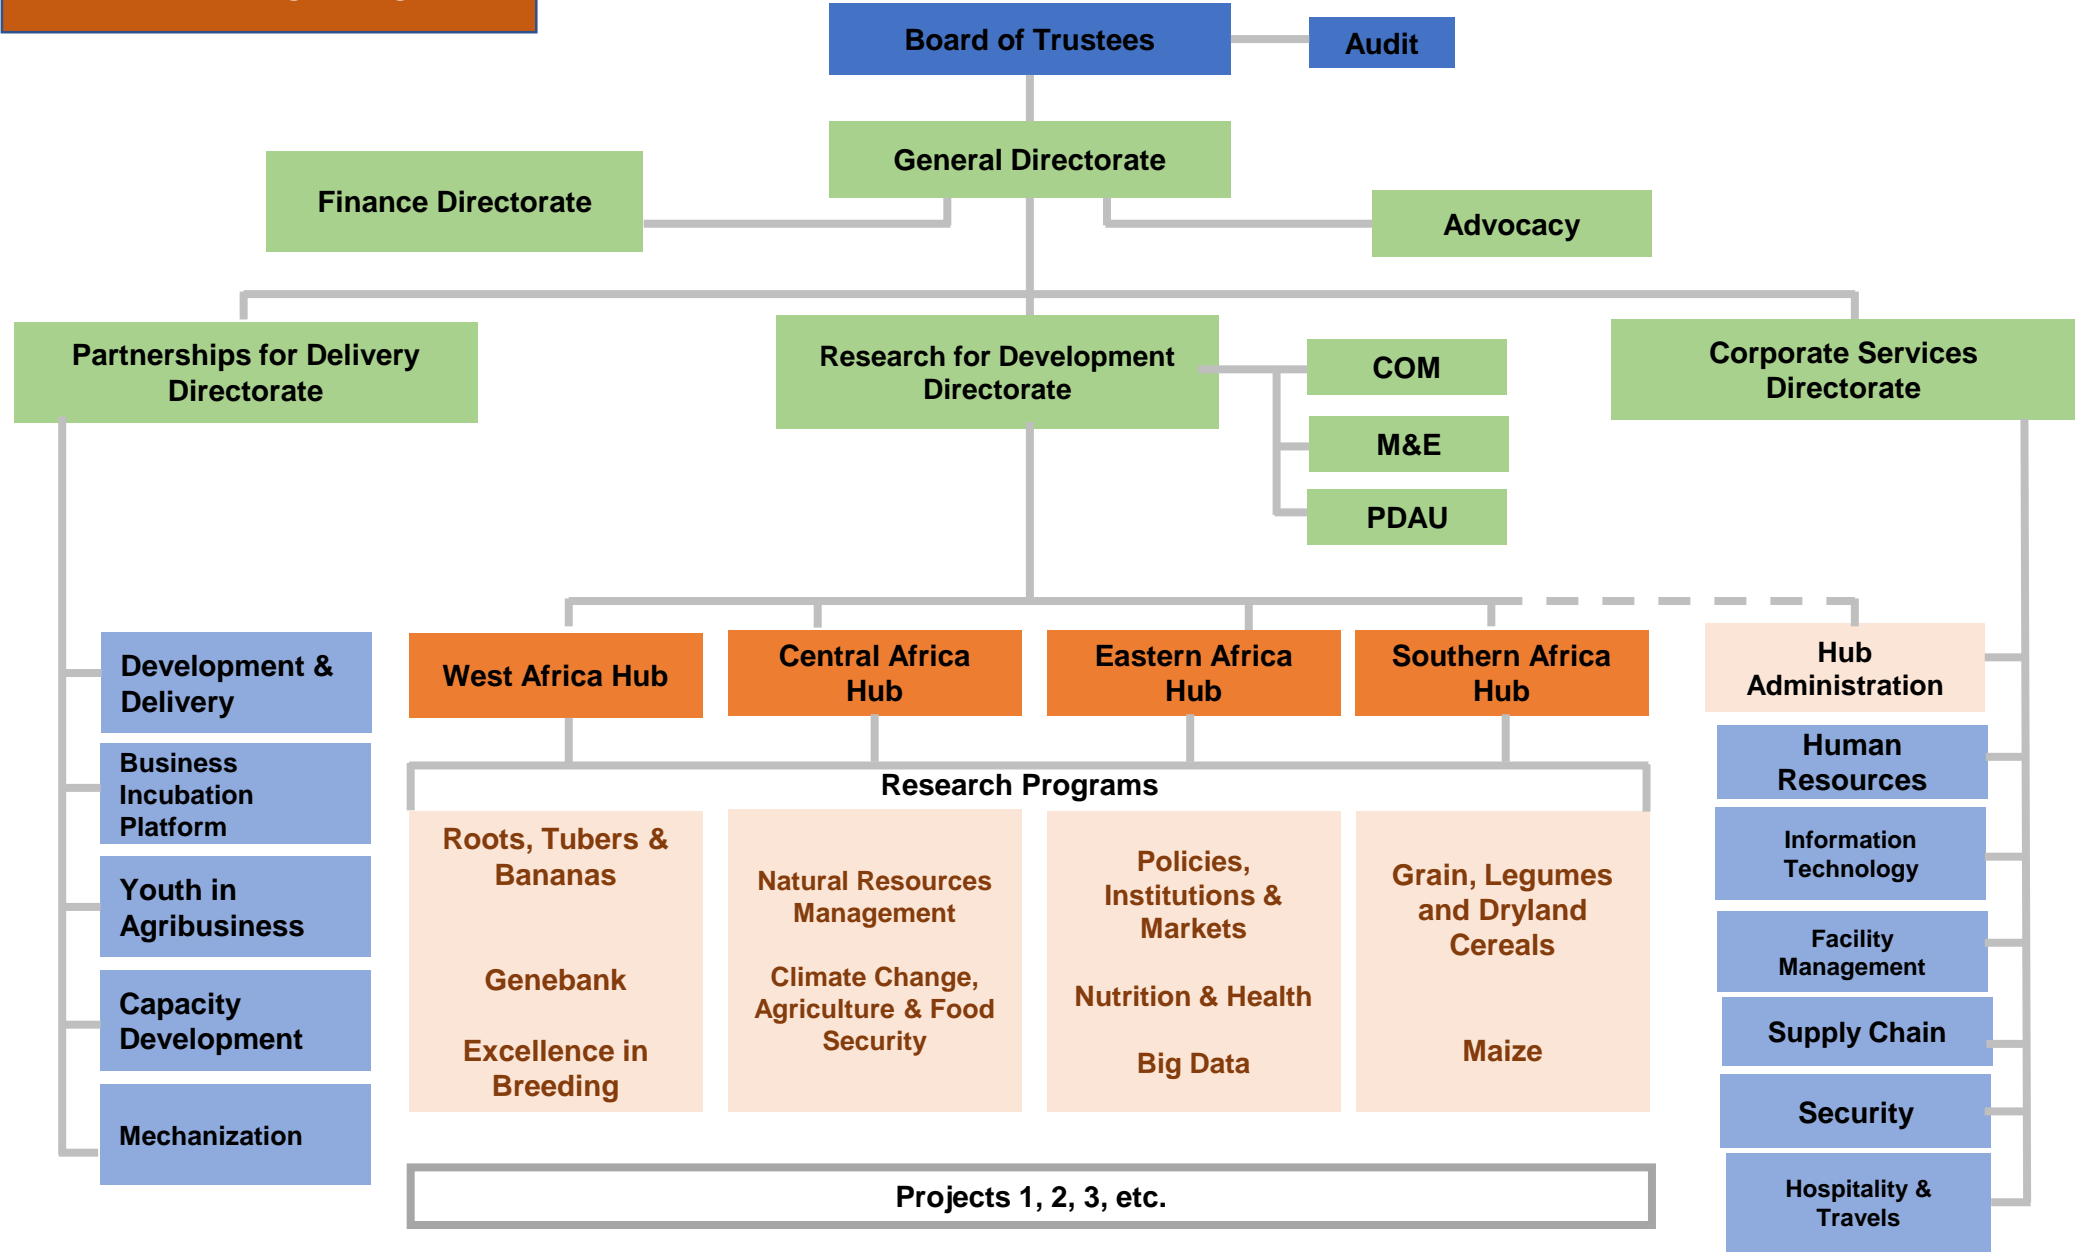 Board of Trustees
Audit
General Directorate
Finance Directorate
Advocacy
Partnerships for Delivery
Directorate
Research for Development
Directorate
COM
M&E
PDAU
Corporate Services
Directorate
Development &
Delivery
Business
Incubation
Platform
Youth in
Agribusiness
Capacity
Development
Mechanization
West Africa Hub
Central Africa
Hub
Eastern Africa
Hub
Southern Africa
Hub
Hub
Administration
Research Programs
Roots, Tubers &
Bananas
Genebank
Excellence in
Breeding
Natural Resources
Management
Climate Change,
Agriculture & Food
Security
Policies,
Institutions &
Markets
Nutrition & Health
Big Data
Grain, Legumes
and Dryland
Cereals
Maize
Human
Resources
Information
Technology
Facility
Management
Supply Chain
Security
Hospitality &
Travels
Projects 1, 2, 3, etc.